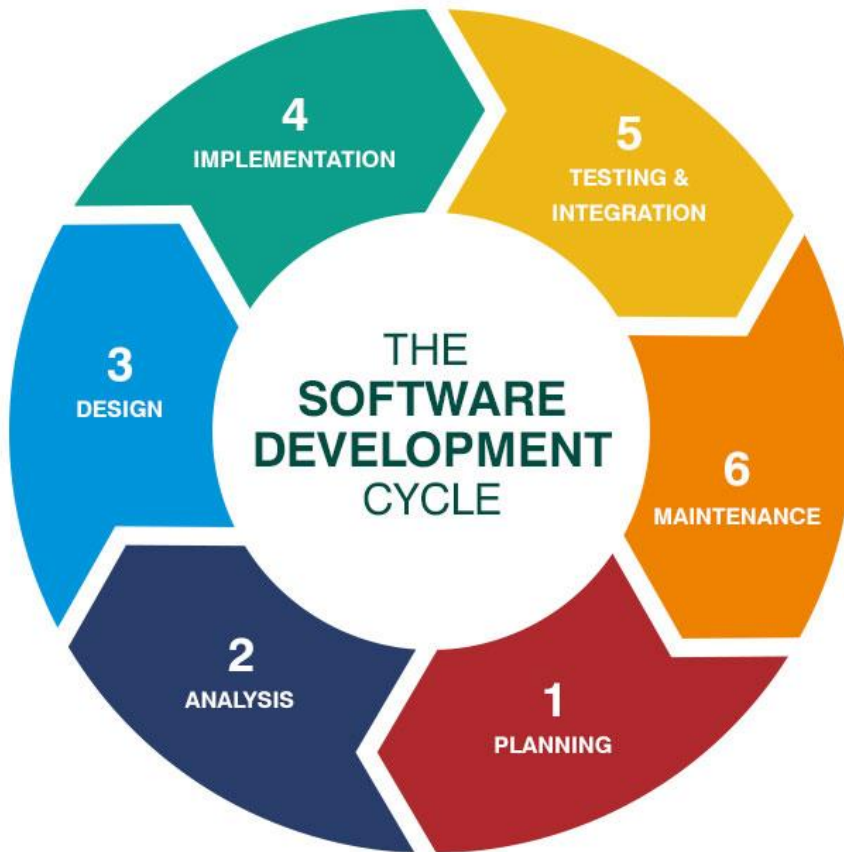 THE
SOFTWARE
DEVELOPMENT
CYCLE
1
PLANNING
2
ANALYSIS
3
DESIGN
4
IMPLEMENTATION
5
TESTING &
INTEGRATION
6
MAINTENANCE